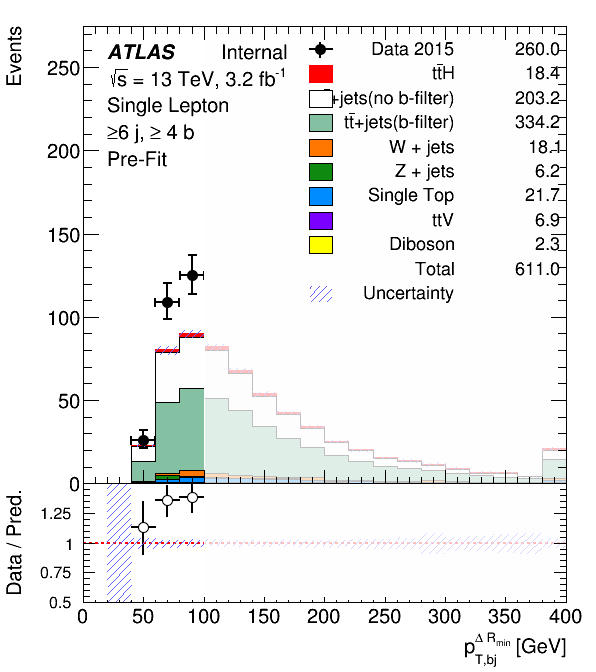 Events
ATLAS Internal
√s = 13 TeV, 3.2 fb⁻¹
Single Lepton
≥6 j, ≥ 4 b
Pre-Fit
Data 2015 260.0
tt̄H 18.4
+jets(no b-filter) 203.2
tt̄+jets(b-filter) 334.2
W + jets 18.1
Z + jets 6.2
Single Top 21.7
ttV 6.9
Diboson 2.3
Total 611.0
Uncertainty
250
200
150
100
50
0
Data / Pred.
1.25
1
0.75
0.5
0 50 100 150 200 250 300 350 400
p_{T,bj}^{Δ R_{min}} [GeV]